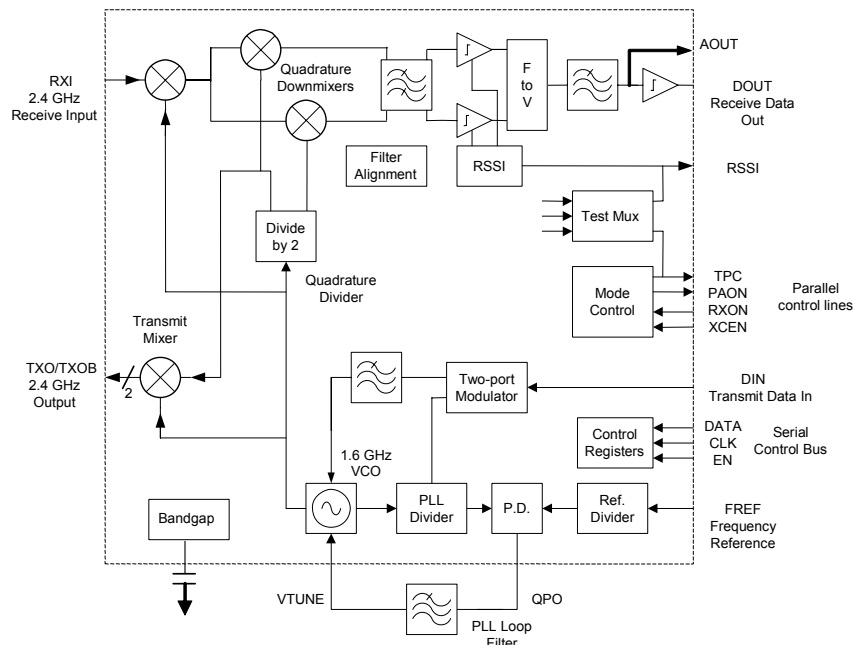 RXI
2.4 GHz
Receive Input
Quadrature
Downmixers
F
to
V
AOUT
DOUT
Receive Data
Out
Filter
Alignment
RSSI
RSSI
Test Mux
Divide
by 2
Quadrature
Divider
Mode
Control
TPC
PAON
RXON
XCEN
Parallel
control lines
Transmit
Mixer
TXO/TXOB
2.4 GHz
Output
2
Two-port
Modulator
DIN
Transmit Data In
Control
Registers
DATA
CLK
EN
Serial
Control Bus
1.6 GHz
VCO
PLL
Divider
P.D.
Ref.
Divider
FREF
Frequency
Reference
Bandgap
VTUNE
QPO
PLL Loop
Filter